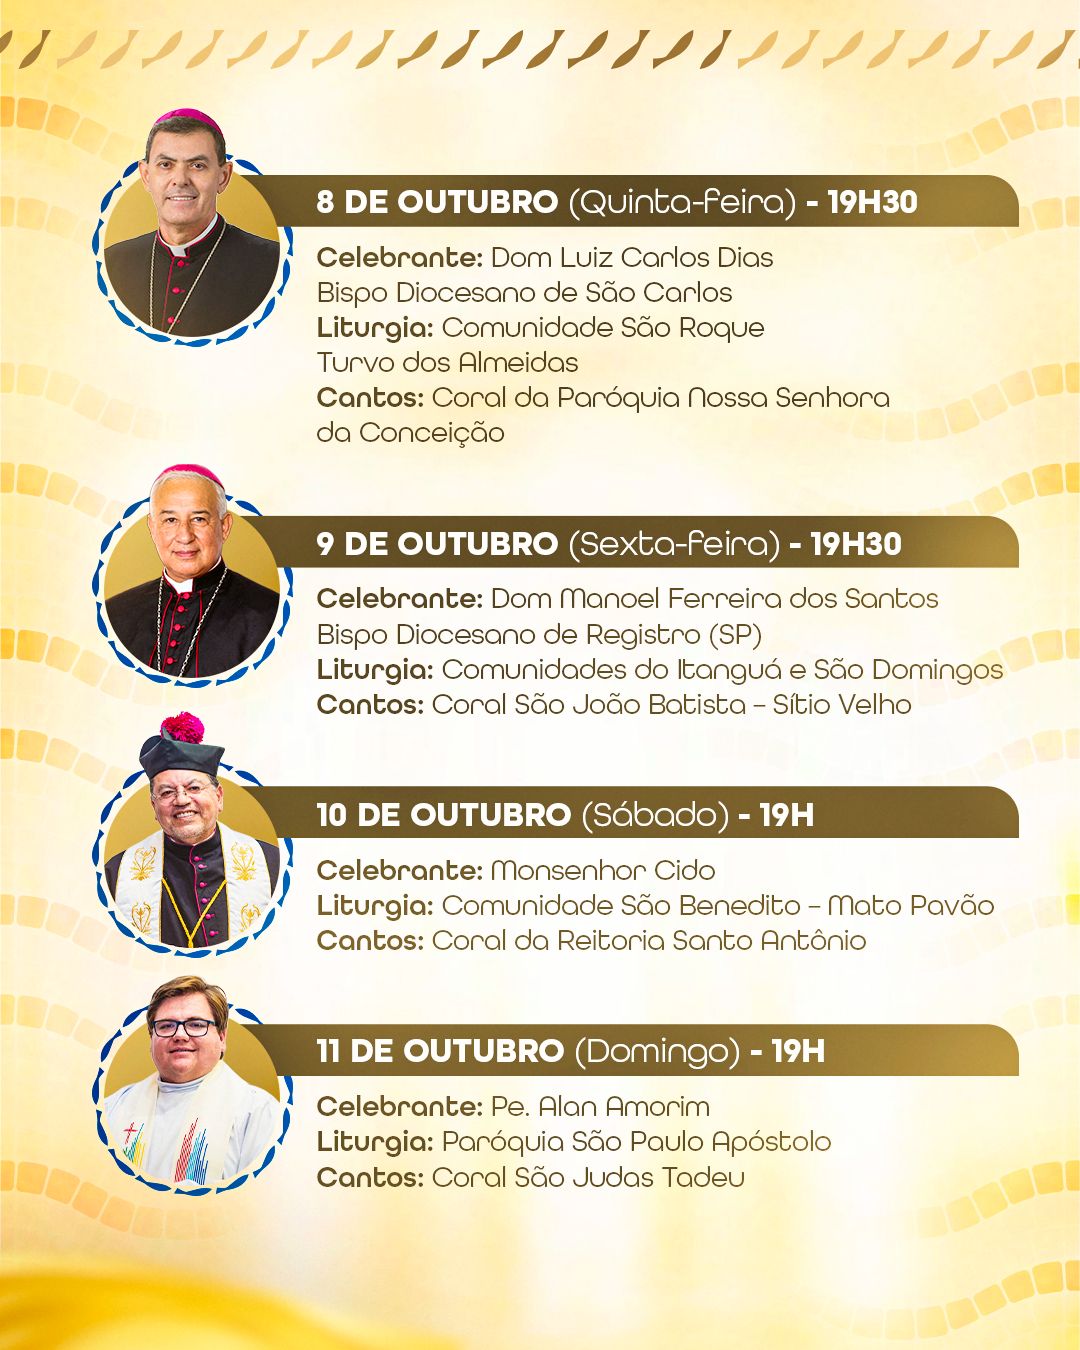 8 DE OUTUBRO (Quinta-feira) - 19H30
Celebrante: Dom Luiz Carlos Dias
Bispo Diocesano de São Carlos
Liturgia: Comunidade São Roque
Turvo dos Almeidas
Cantos: Coral da Paróquia Nossa Senhora
da Conceição
9 DE OUTUBRO (Sexta-feira) - 19H30
Celebrante: Dom Manoel Ferreira dos Santos
Bispo Diocesano de Registro (SP)
Liturgia: Comunidades do Itanguá e São Domingos
Cantos: Coral São João Batista – Sítio Velho
10 DE OUTUBRO (Sábado) - 19H
Celebrante: Monsenhor Cido
Liturgia: Comunidade São Benedito – Mato Pavão
Cantos: Coral da Reitoria Santo Antônio
11 DE OUTUBRO (Domingo) - 19H
Celebrante: Pe. Alan Amorim
Liturgia: Paróquia São Paulo Apóstolo
Cantos: Coral São Judas Tadeu